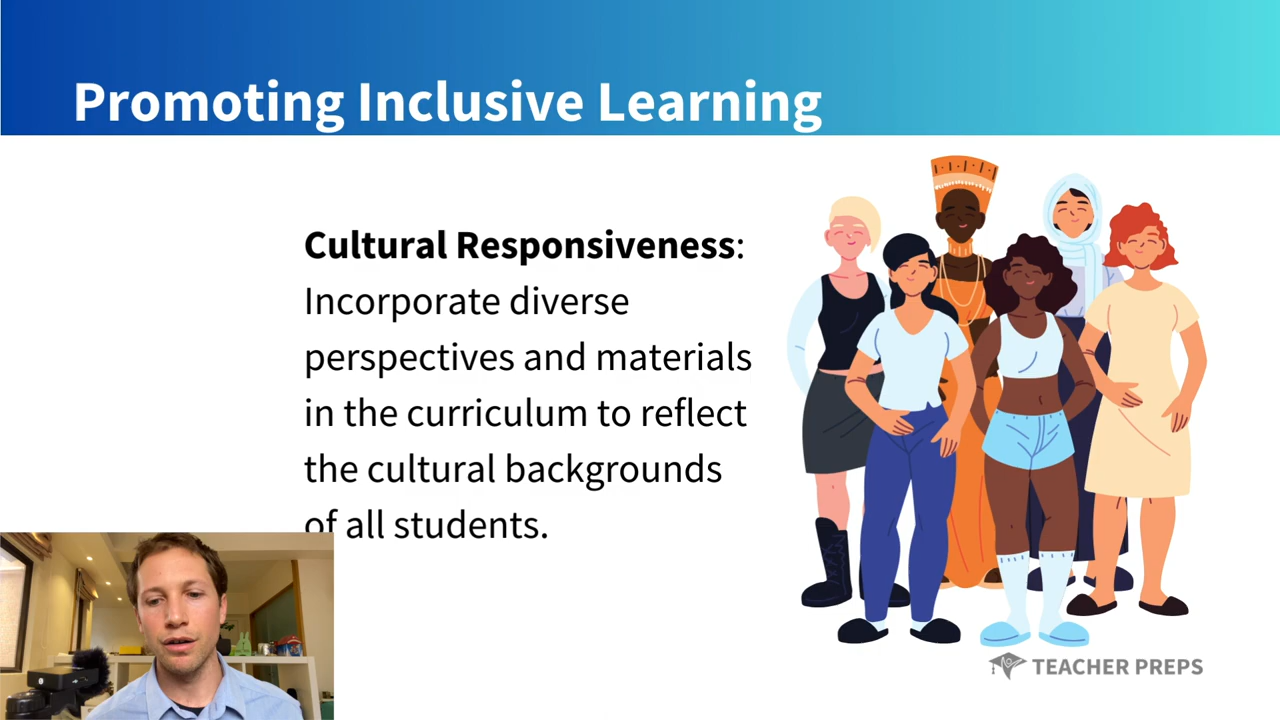 Promoting Inclusive Learning
Cultural Responsiveness:
Incorporate diverse
perspectives and materials
in the curriculum to reflect
the cultural backgrounds
of all students.
TEACHER PREPS